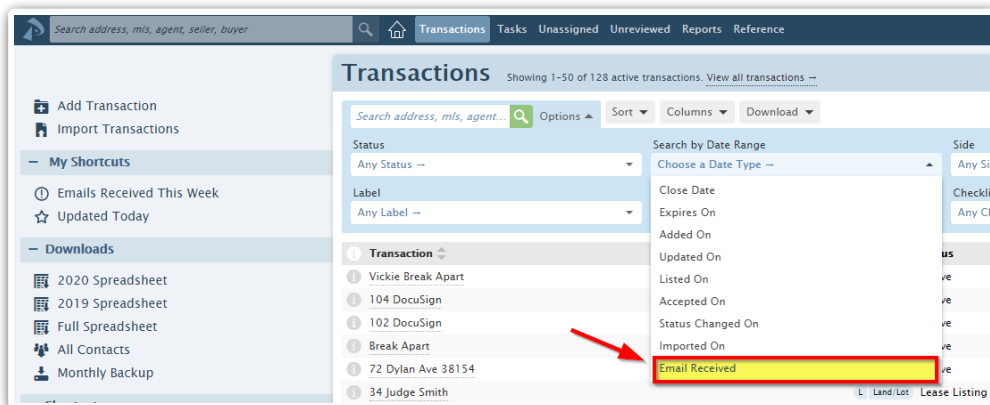 Search address, mls, agent, seller, buyer
Transactions Tasks Unassigned Unreviewed Reports Reference
Transactions Showing 1-50 of 128 active transactions. View all transactions →
Add Transaction
Import Transactions
Search address, mls, agent... Options ▲ Sort ▼ Columns ▼ Download ▼
Status Search by Date Range Side
Any Status → Choose a Date Type → Any
Label
Any Label → Any
− My Shortcuts
Emails Received This Week
Updated Today
− Downloads
2020 Spreadsheet
2019 Spreadsheet
Full Spreadsheet
All Contacts
Monthly Backup
Close Date
Expires On
Added On
Updated On
Listed On
Accepted On
Status Changed On
Imported On
Email Received
Transaction
Vickie Break Apart
104 DocuSign
102 DocuSign
Break Apart
72 Dylan Ave 38154
34 Judge Smith L Land/Lot Lease Listing